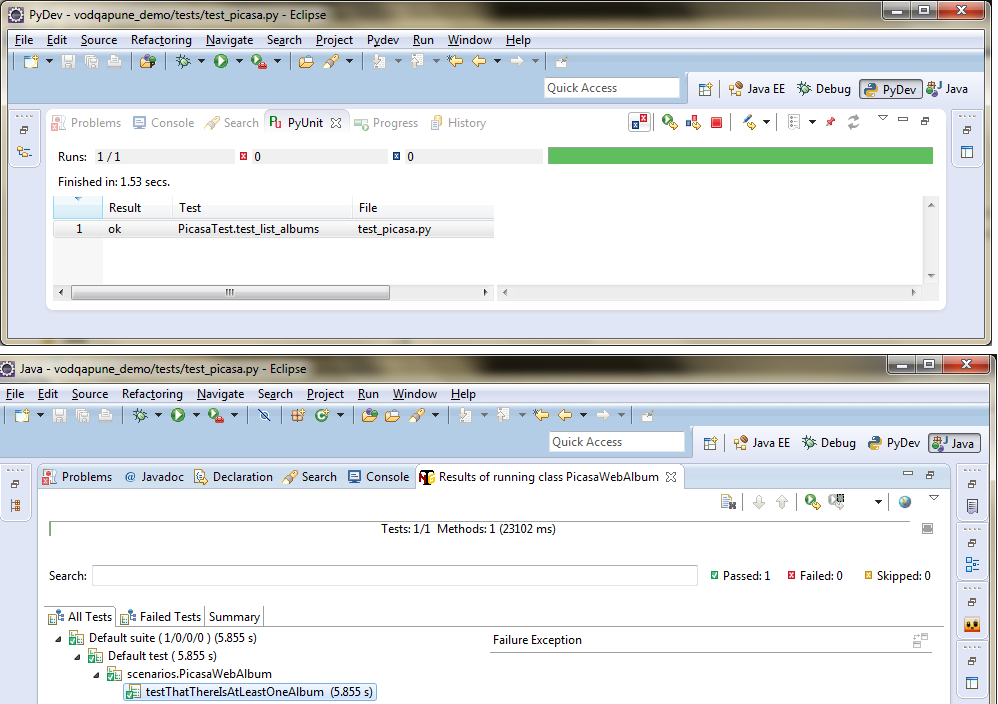 PyDev - vodqapune_demo/tests/test_picasa.py - Eclipse
File Edit Source Refactoring Navigate Search Project Pydev Run Window Help
Quick Access Java EE Debug PyDev Java
Problems Console Search PyUnit Progress History
Runs: 1 / 1 0 0
Finished in: 1.53 secs.
Result Test File
1 ok PicasaTest.test_list_albums test_picasa.py
Java - vodqapune_demo/tests/test_picasa.py - Eclipse
File Edit Source Refactoring Navigate Search Project Run Window Help
Quick Access Java EE Debug PyDev Java
Problems @ Javadoc Declaration Search Console Results of running class PicasaWebAlbum
Tests: 1/1 Methods: 1 (23102 ms)
Search: Passed: 1 Failed: 0 Skipped: 0
All Tests Failed Tests Summary
Default suite ( 1/0/0/0 ) (5.855 s) Failure Exception
Default test ( 5.855 s)
scenarios.PicasaWebAlbum
testThatThereIsAtLeastOneAlbum (5.855 s)